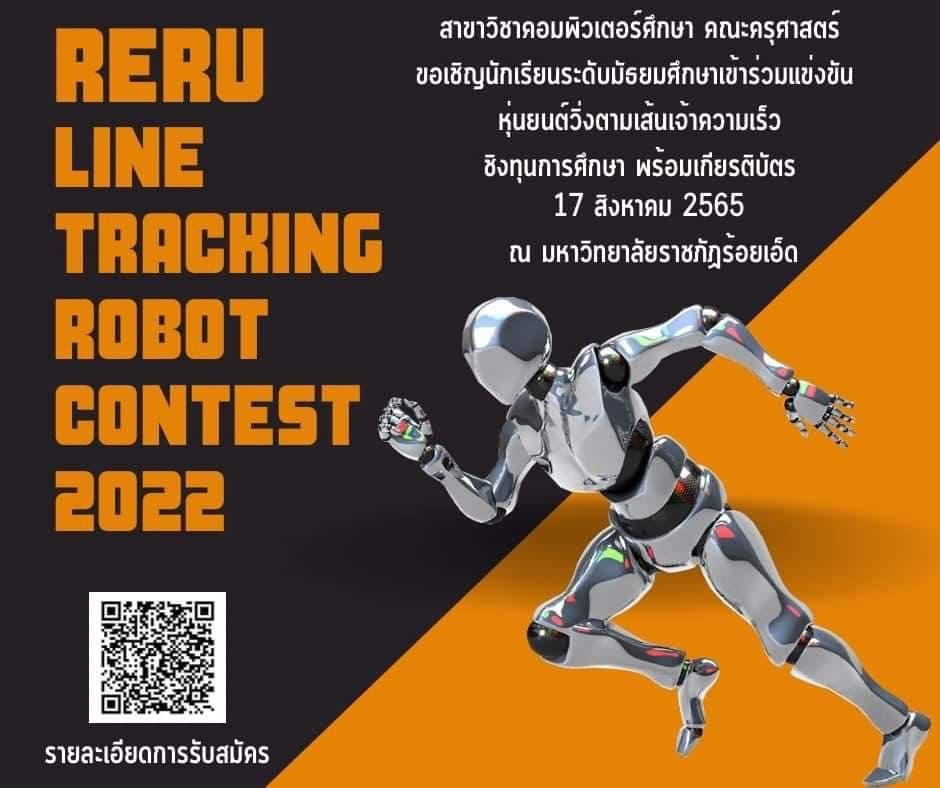 RERU
LINE
TRACKING
ROBOT
CONTEST
2022
สาขาวิชาคอมพิวเตอร์ศึกษา คณะครุศาสตร์
ขอเชิญนักเรียนระดับมัธยมศึกษาเข้าร่วมแข่งขัน
หุ่นยนต์วิ่งตามเส้นเจ้าความเร็ว
ชิงทุนการศึกษา พร้อมเกียรติบัตร
17 สิงหาคม 2565
ณ มหาวิทยาลัยราชภัฏร้อยเอ็ด
รายละเอียดการรับสมัคร